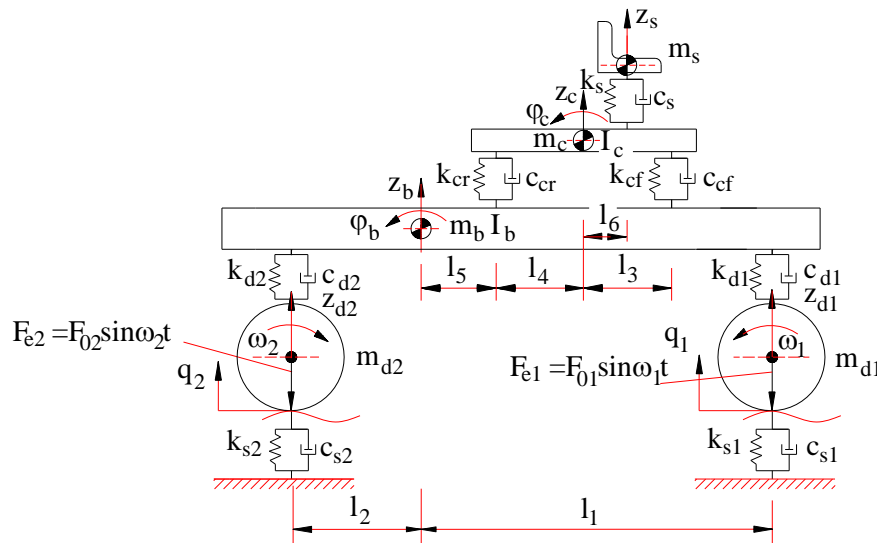 z_s
m_s
k_s
c_s
z_c
φ_c
m_c
I_c
k_cr
c_cr
k_cf
c_cf
z_b
φ_b
m_b
I_b
l_6
l_5
l_4
l_3
k_d2
c_d2
z_d2
k_d1
c_d1
z_d1
F_e2=F_02sinω_2t
ω_2
m_d2
q_2
F_e1=F_01sinω_1t
q_1
ω_1
m_d1
k_s2
c_s2
k_s1
c_s1
l_2
l_1